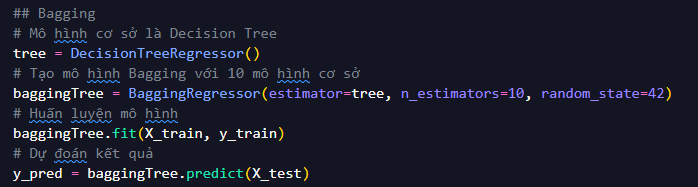 ## Bagging
# Mô hình cơ sở là Decision Tree
tree = DecisionTreeRegressor()
# Tạo mô hình Bagging với 10 mô hình cơ sở
baggingTree = BaggingRegressor(estimator=tree, n_estimators=10, random_state=42)
# Huấn luyện mô hình
baggingTree.fit(X_train, y_train)
# Dự đoán kết quả
y_pred = baggingTree.predict(X_test)